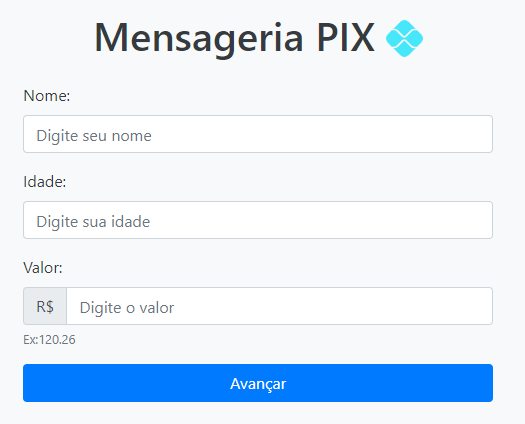 Mensageria PIX
Nome:
Digite seu nome
Idade:
Digite sua idade
Valor:
R$ Digite o valor
Ex:120.26
Avançar